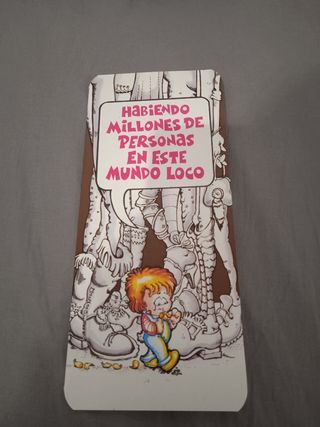 HABIENDO
MILLONES DE
PERSONAS
EN ESTE
MUNDO LOCO